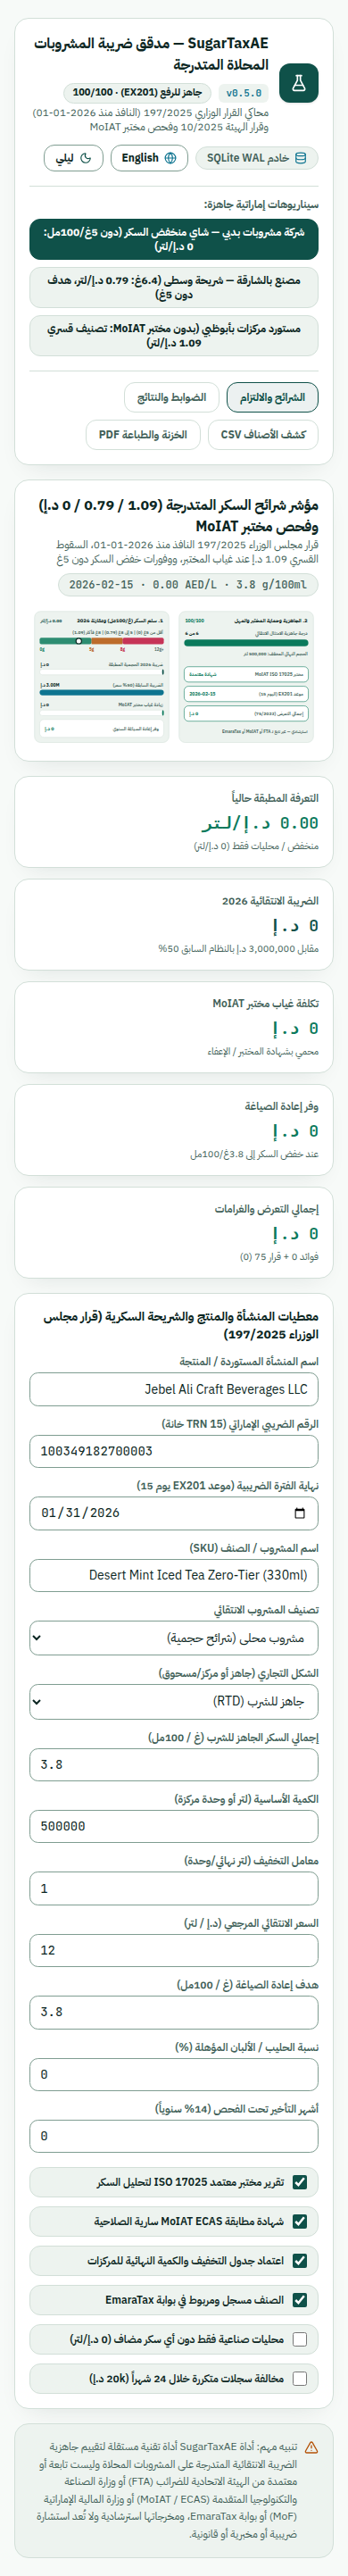 SugarTaxAE — مدقق ضريبة المشروبات
المحلاة المتدرجة
v0.5.0 جاهز للرفع (EX201) · 100/100
محاكي القرار الوزاري 197/2025 (النافذ منذ 2026-01-01)
وقرار الهيئة 10/2025 وفحص مختبر MoIAT
خادم SQLite WAL
English
ليلي
سيناريوهات إماراتية جاهزة:
شركة مشروبات بدبي — شاي منخفض السكر (دون 5غ/100مل:
0 د.إ/لتر)
مصنع بالشارقة — شريحة وسطى (6.4غ: 0.79 د.إ/لتر، هدف
دون 5غ)
مستورد مركزات بأبوظبي (بدون مختبر MoIAT: تصنيف قسري
1.09 د.إ/لتر)
الشرائح والالتزام
الضوابط والنتائج
كشف الأصناف CSV
الخزنة والطباعة PDF
مؤشر شرائح السكر المتدرجة (1.09 / 0.79 / 0 د.إ)
وفحص مختبر MoIAT
قرار مجلس الوزراء 197/2025 النافذ منذ 2026-01-01، السقوط
القسري 1.09 د.إ عند غياب المختبر، ووفورات خفض السكر دون 5غ
2026-02-15 · 0.00 AED/L · 3.8 g/100ml
100/100
0g
5g
8g
12g+
مختبر MoIAT ISO 17025
2026-02-15
التعرفة المطبقة حالياً
0.00 د.إ/لتر
منخفض / محليات فقط (0 د.إ/لتر)
الضريبة الانتقائية 2026
0 د.إ
مقابل 3,000,000 د.إ بالنظام السابق 50%
تكلفة غياب مختبر MoIAT
0 د.إ
محمي بشهادة المختبر / الإعفاء
وفر إعادة الصياغة
0 د.إ
عند خفض السكر إلى 3.8غ/100مل
إجمالي التعرض والغرامات
0 د.إ
فوائد 0 + قرار 75 (0)
معطيات المنشأة والمنتج والشريحة السكرية (قرار مجلس
الوزراء 197/2025)
اسم المنشأة المستوردة / المنتجة
Jebel Ali Craft Beverages LLC
الرقم الضريبي الإماراتي (TRN 15 خانة)
100349182700003
نهاية الفترة الضريبية (موعد EX201 يوم 15)
01/31/2026
اسم المشروب / الصنف (SKU)
Desert Mint Iced Tea Zero-Tier (330ml)
تصنيف المشروب الانتقائي
مشروب محلى (شرائح حجمية)
الشكل التجاري (جاهز أو مركز/مسحوق)
جاهز للشرب (RTD)
إجمالي السكر الجاهز للشرب (غ / 100مل)
3.8
الكمية الأساسية (لتر أو وحدة مركزة)
500000
معامل التخفيف (لتر نهائي/وحدة)
1
السعر الانتقائي المرجعي (د.إ / لتر)
12
هدف إعادة الصياغة (غ / 100مل)
3.8
نسبة الحليب / الألبان المؤهلة (%)
0
أشهر التأخير تحت الفحص (14% سنوياً)
0
تقرير مختبر معتمد ISO 17025 لتحليل السكر
شهادة مطابقة MoIAT ECAS سارية الصلاحية
اعتماد جدول التخفيف والكمية النهائية للمركزات
الصنف مسجل ومربوط في بوابة EmaraTax
محليات صناعية فقط دون أي سكر مضاف (0 د.إ/لتر)
مخالفة سجلات متكررة خلال 24 شهراً (20k د.إ)
تنبيه مهم: أداة SugarTaxAE أداة تقنية مستقلة لتقييم جاهزية
الضريبة الانتقائية المتدرجة على المشروبات المحلاة وليست تابعة أو
معتمدة من الهيئة الاتحادية للضرائب (FTA) أو وزارة الصناعة
والتكنولوجيا المتقدمة (MoIAT / ECAS) أو وزارة المالية الإماراتية
(MoF) أو بوابة EmaraTax، ومخرجاتها استرشادية ولا تُعد استشارة
ضريبية أو مخبرية أو قانونية.